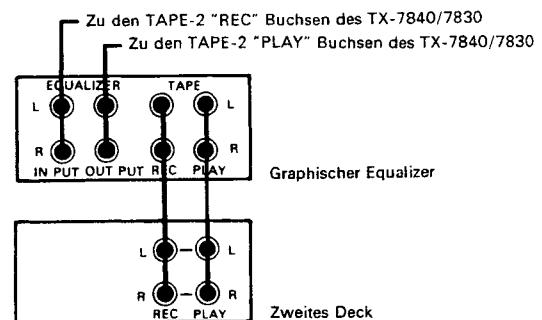 Zu den TAPE-2 "REC" Buchsen des TX-7840/7830
Zu den TAPE-2 "PLAY" Buchsen des TX-7840/7830
EQUALIZER TAPE
L L
R R
IN PUT OUT PUT REC PLAY
Graphischer Equalizer
L L
R R
REC PLAY
Zweites Deck